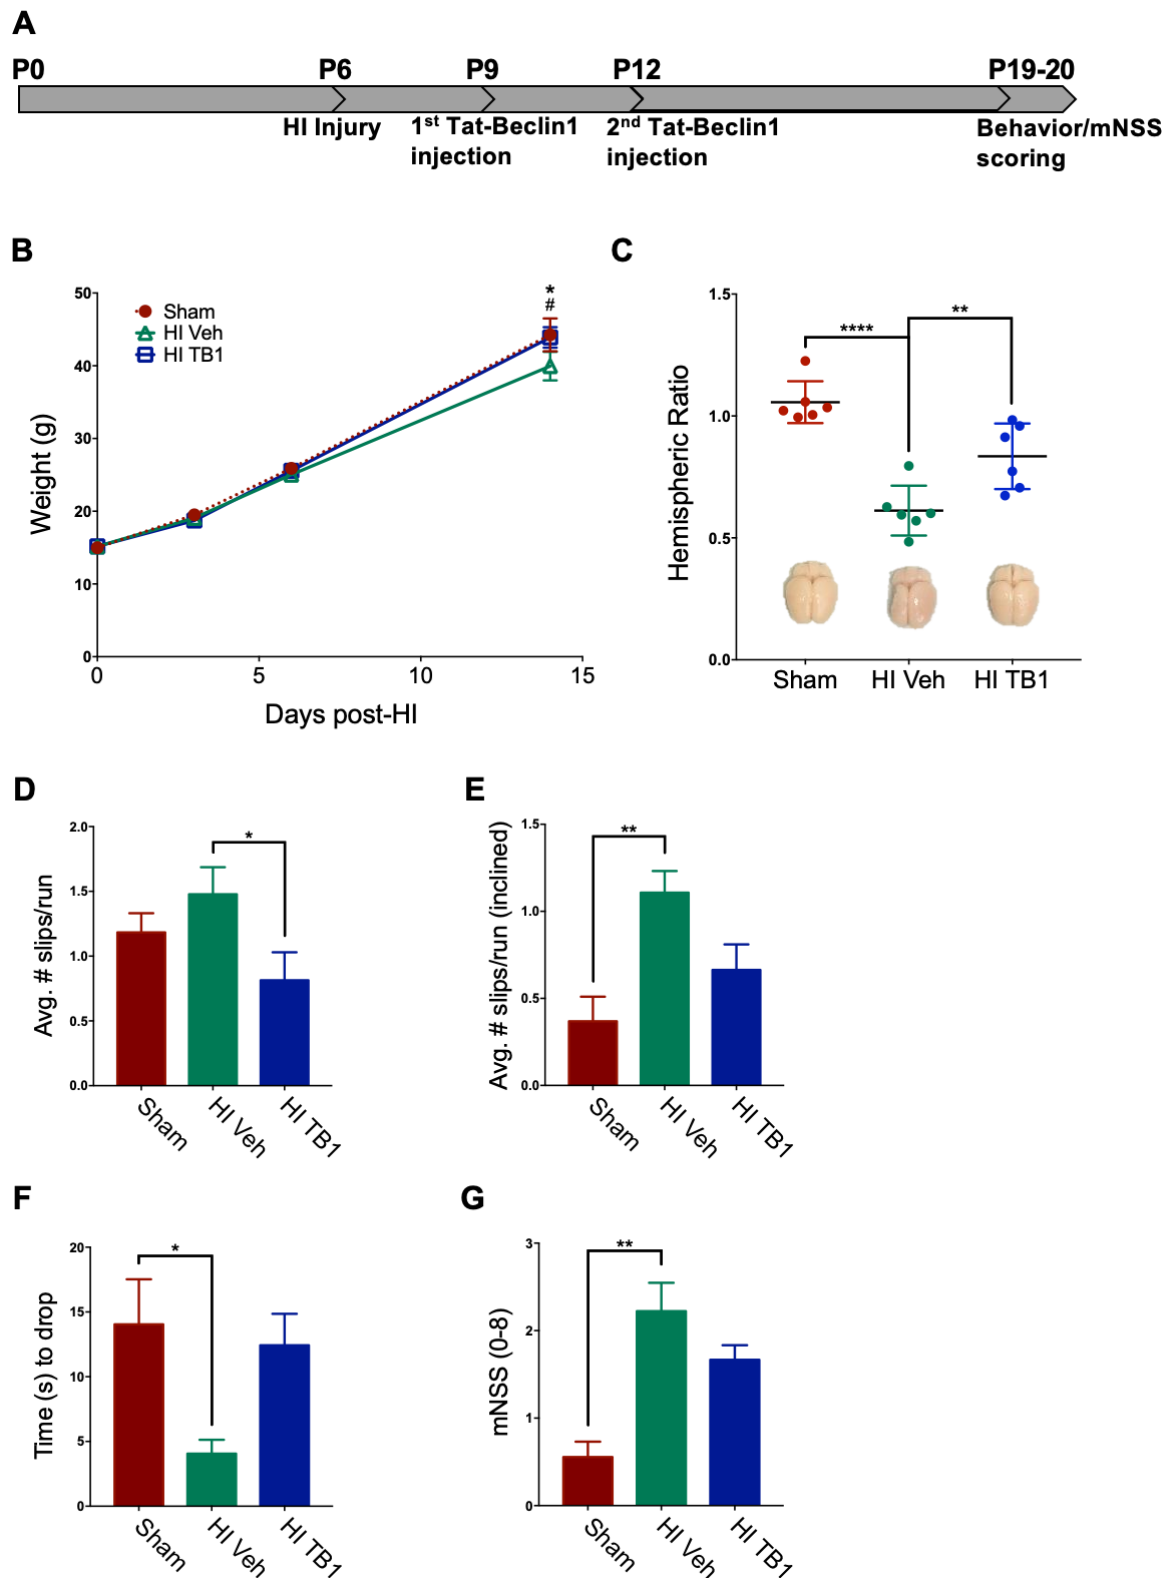 A
P0 P6 P9 P12 P19-20
HI Injury 1st Tat-Beclin1 2nd Tat-Beclin1 Behavior/mNSS
injection injection scoring
B
50
40
30
20
10
0
Weight (g)
Sham
HI Veh
HI TB1
*
#
0 5 10 15
Days post-HI
C
1.5
1.0
0.5
0.0
Hemispheric Ratio
**** **
Sham HI Veh HI TB1
D
2.0
1.5
1.0
0.5
0.0
Avg. # slips/run
*
Sham HI Veh HI TB1
E
1.5
1.0
0.5
0.0
Avg. # slips/run (inclined)
**
Sham HI Veh HI TB1
F
20
15
10
5
0
Time (s) to drop
*
Sham HI Veh HI TB1
G
3
2
1
0
mNSS (0-8)
**
Sham HI Veh HI TB1